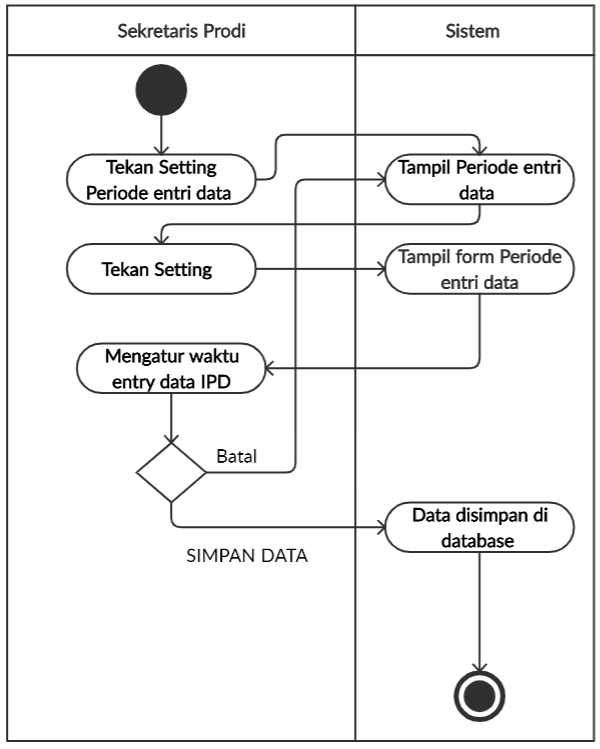 Sekretaris Prodi
Sistem
Tekan Setting
Periode entri data
Tampil Periode entri
data
Tekan Setting
Tampil form Periode
entri data
Mengatur waktu
entry data IPD
Batal
SIMPAN DATA
Data disimpan di
database